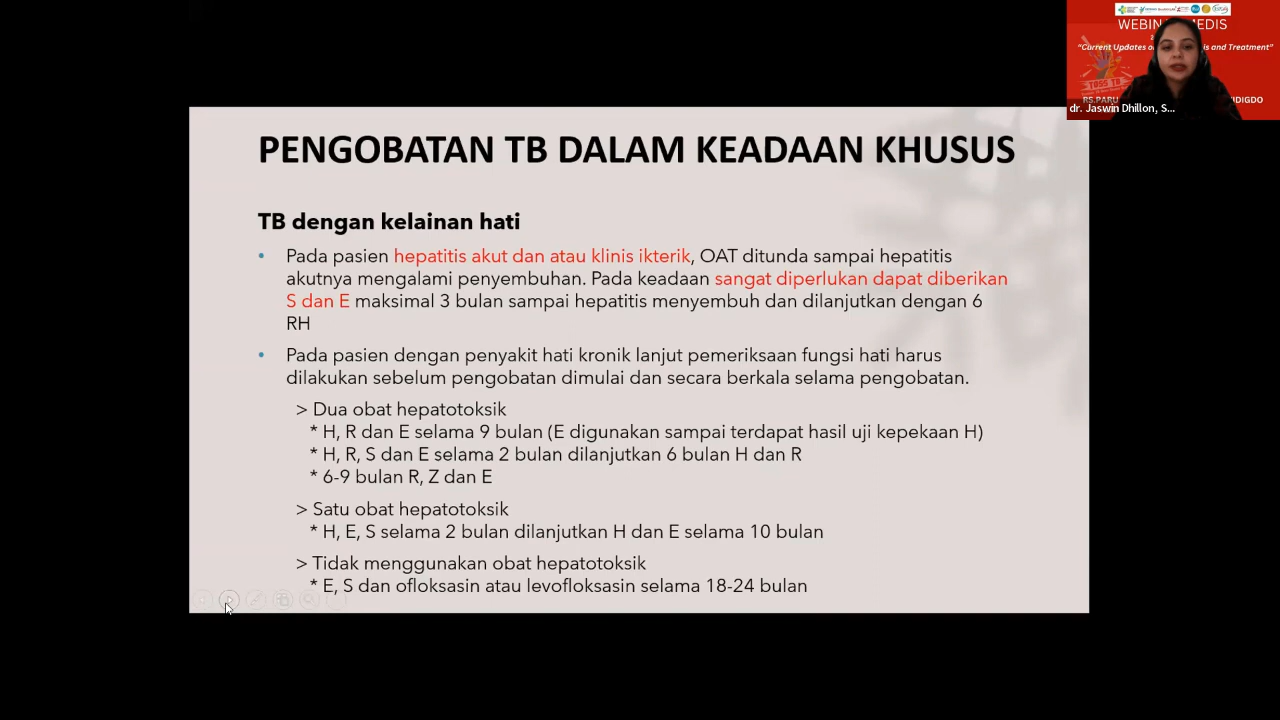 WEBIN MEDIS
"Current Updates o is and Treatment"
TOSS TB
RS.PARU IDIGDO
dr. Jaswin Dhillon, S...
PENGOBATAN TB DALAM KEADAAN KHUSUS
TB dengan kelainan hati
• Pada pasien hepatitis akut dan atau klinis ikterik, OAT ditunda sampai hepatitis
akutnya mengalami penyembuhan. Pada keadaan sangat diperlukan dapat diberikan
S dan E maksimal 3 bulan sampai hepatitis menyembuh dan dilanjutkan dengan 6
RH
• Pada pasien dengan penyakit hati kronik lanjut pemeriksaan fungsi hati harus
dilakukan sebelum pengobatan dimulai dan secara berkala selama pengobatan.
> Dua obat hepatotoksik
* H, R dan E selama 9 bulan (E digunakan sampai terdapat hasil uji kepekaan H)
* H, R, S dan E selama 2 bulan dilanjutkan 6 bulan H dan R
* 6-9 bulan R, Z dan E
> Satu obat hepatotoksik
* H, E, S selama 2 bulan dilanjutkan H dan E selama 10 bulan
> Tidak menggunakan obat hepatotoksik
* E, S dan ofloksasin atau levofloksasin selama 18-24 bulan